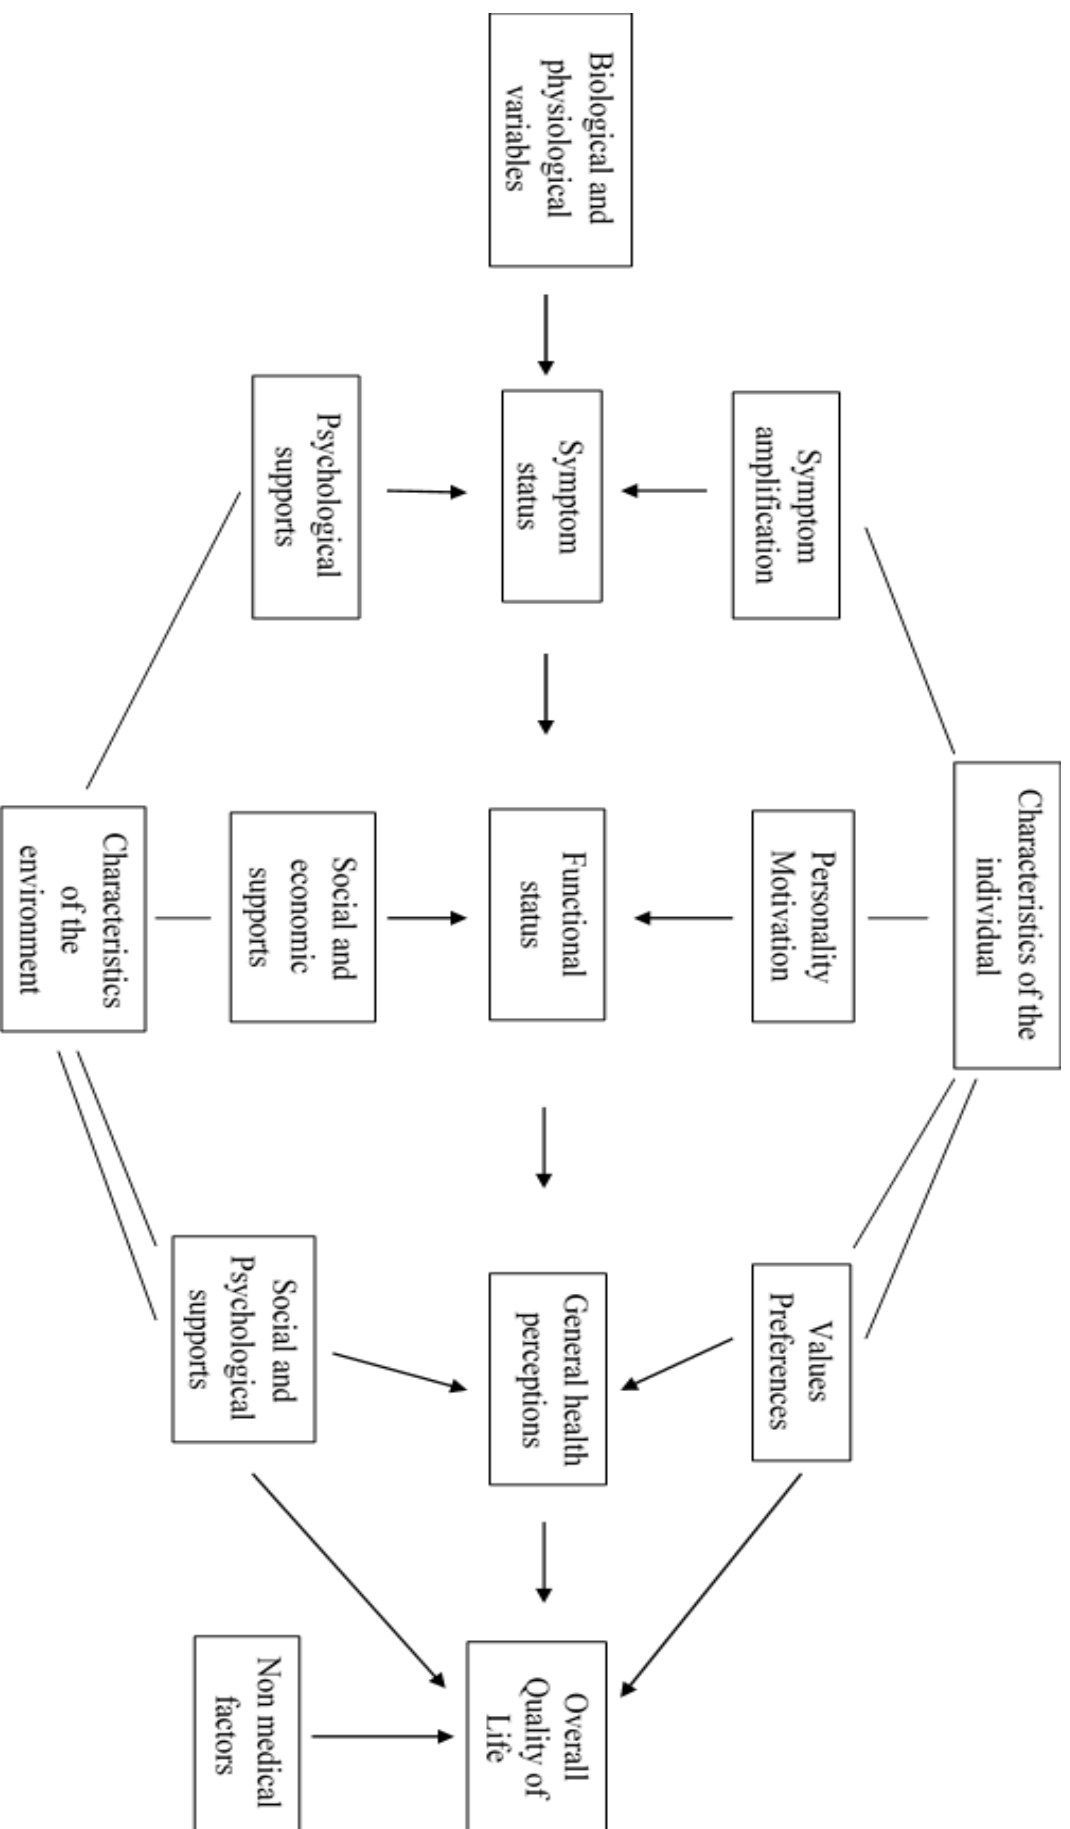 Characteristics of the
individual
Symptom
amplification
Personality
Motivation
Values
Preferences
Biological and
physiological
variables
Symptom
status
Functional
status
General health
perceptions
Overall
Quality of
Life
Psychological
supports
Social and
economic
supports
Social and
Psychological
supports
Non medical
factors
Characteristics
of the
environment